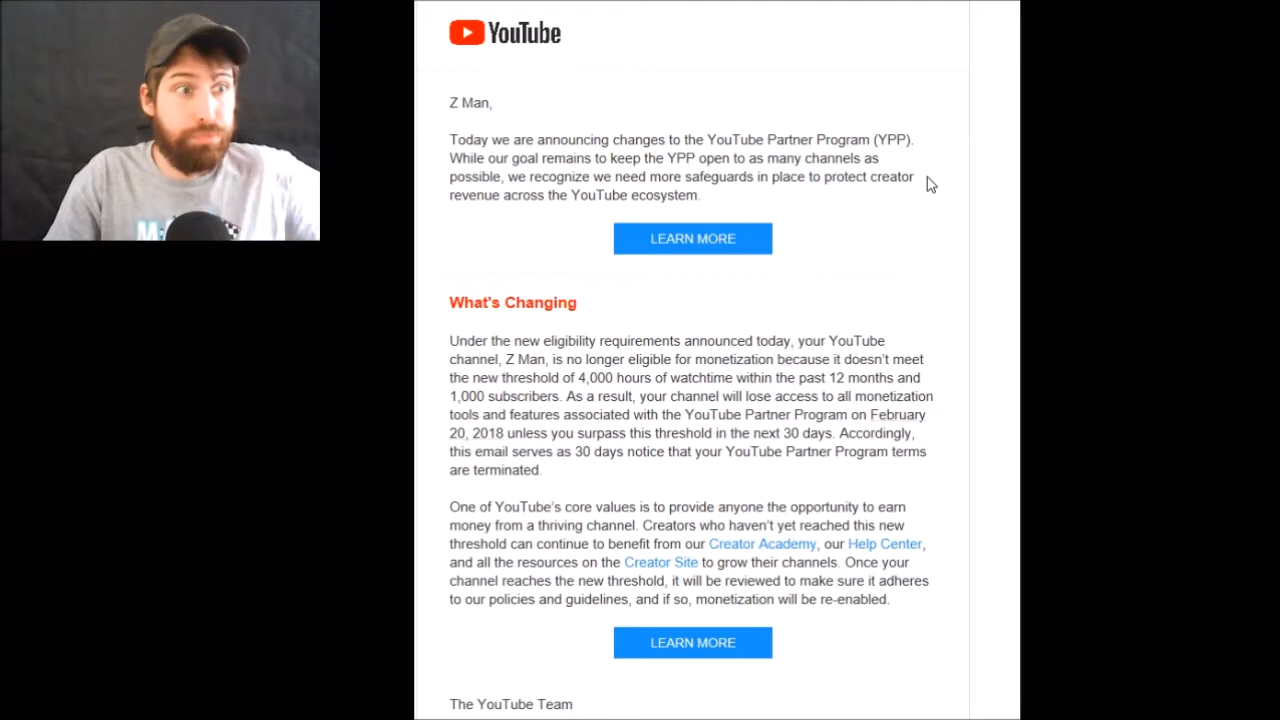 YouTube
Z Man,
Today we are announcing changes to the YouTube Partner Program (YPP).
While our goal remains to keep the YPP open to as many channels as
possible, we recognize we need more safeguards in place to protect creator
revenue across the YouTube ecosystem.
LEARN MORE
What's Changing
Under the new eligibility requirements announced today, your YouTube
channel, Z Man, is no longer eligible for monetization because it doesn’t meet
the new threshold of 4,000 hours of watchtime within the past 12 months and
1,000 subscribers. As a result, your channel will lose access to all monetization
tools and features associated with the YouTube Partner Program on February
20, 2018 unless you surpass this threshold in the next 30 days. Accordingly,
this email serves as 30 days notice that your YouTube Partner Program terms
are terminated.
One of YouTube’s core values is to provide anyone the opportunity to earn
money from a thriving channel. Creators who haven’t yet reached this new
threshold can continue to benefit from our Creator Academy, our Help Center,
and all the resources on the Creator Site to grow their channels. Once your
channel reaches the new threshold, it will be reviewed to make sure it adheres
to our policies and guidelines, and if so, monetization will be re-enabled.
LEARN MORE
The YouTube Team